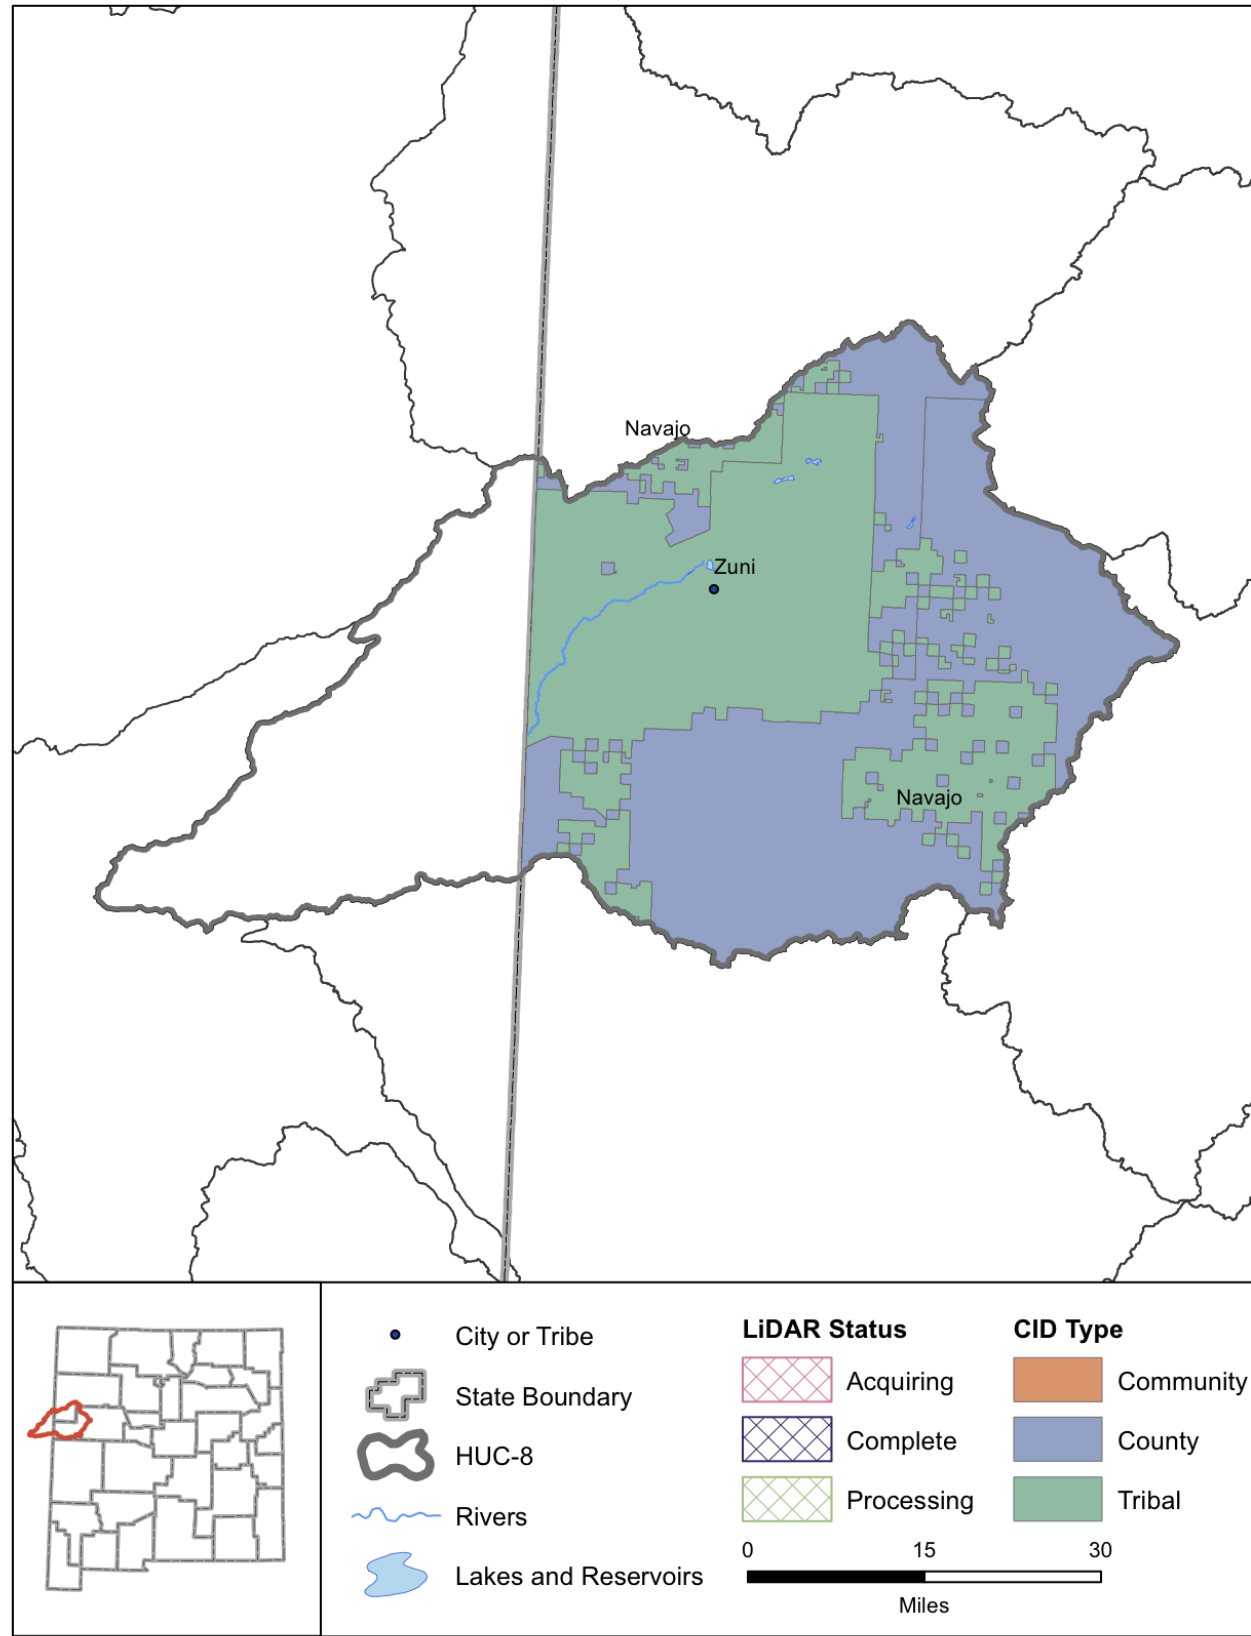 Navajo
Zuni
Navajo
City or Tribe
State Boundary
HUC-8
Rivers
Lakes and Reservoirs
LiDAR Status
Acquiring
Complete
Processing
CID Type
Community
County
Tribal
0 15 30
Miles